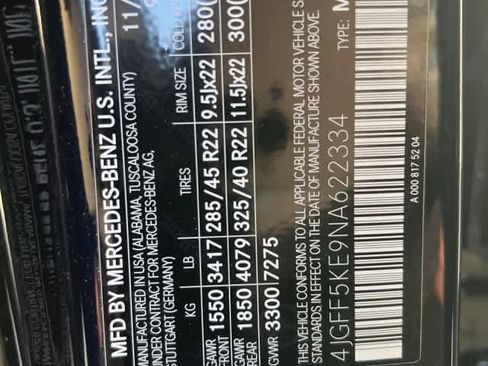 MFD BY MERCEDES-BENZ U.S. INTL., INC
MANUFACTURED IN USA (ALABAMA, TUSCALOOSA COUNTY) 11/
UNDER CONTRACT FOR MERCEDES-BENZ AG,
STUTTGART (GERMANY)
KG LB TIRES RIM SIZE COLD
GAWR FRONT 1550 3417 285/45 R22 9.5Jx22 280
GAWR REAR 1850 4079 325/40 R22 11.5Jx22 300
GVWR 3300 7275
THIS VEHICLE CONFORMS TO ALL APPLICABLE FEDERAL MOTOR VEHICLE S
STANDARDS IN EFFECT ON THE DATE OF MANUFACTURE SHOWN ABOVE.
4JGFF5KE9NA622334 TYPE: M
A 000 817 52 04